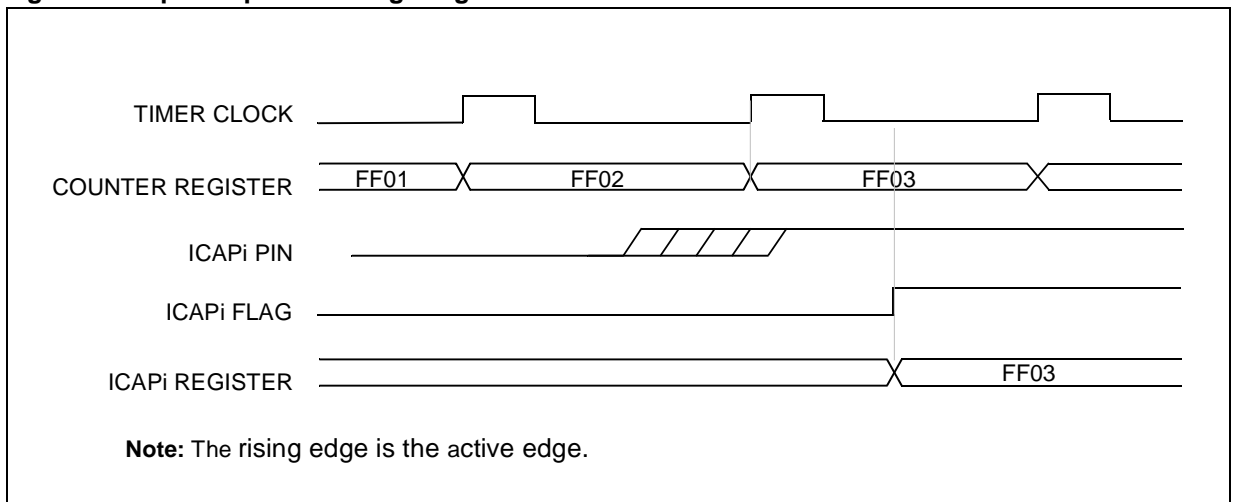 TIMER CLOCK
COUNTER REGISTER FF01 FF02 FF03
ICAPi PIN
ICAPi FLAG
ICAPi REGISTER FF03
Note: The rising edge is the active edge.